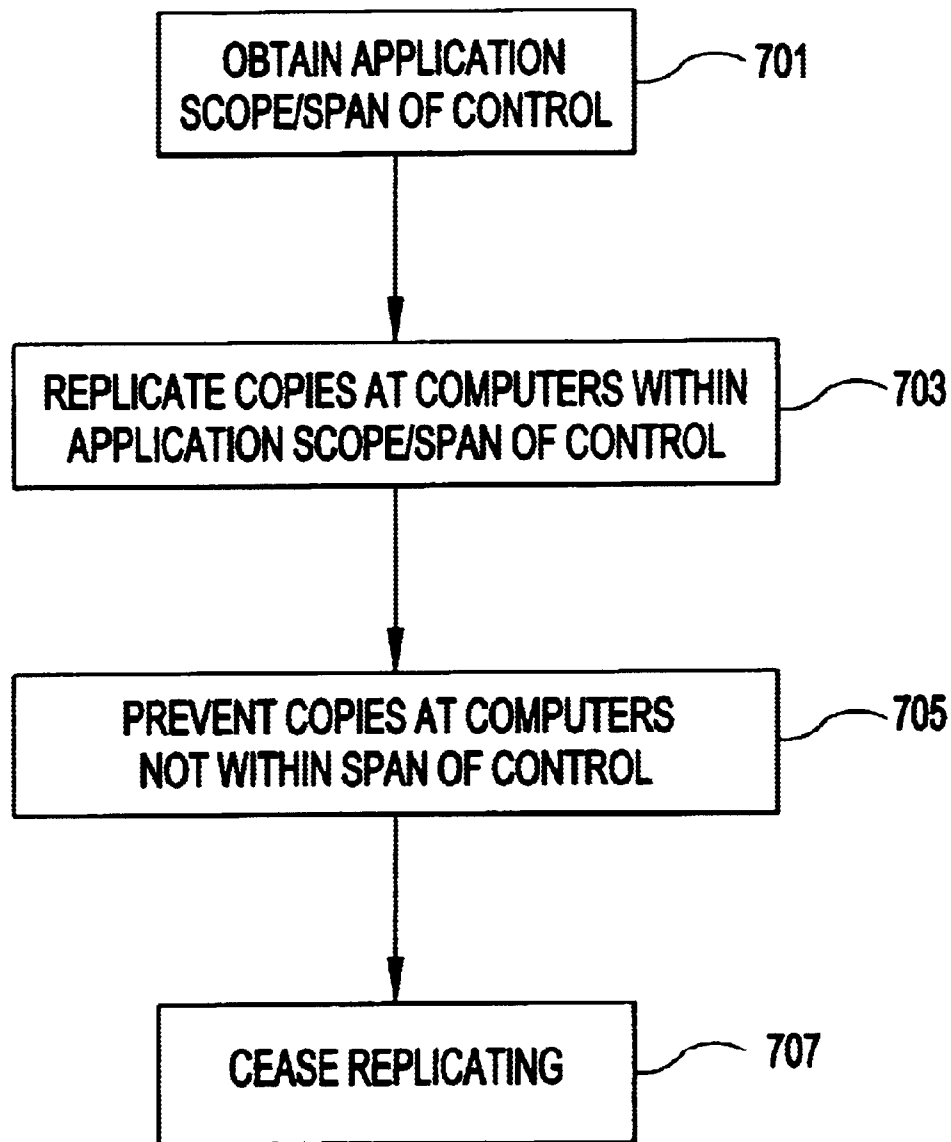 OBTAIN APPLICATION
SCOPE/SPAN OF CONTROL
701
REPLICATE COPIES AT COMPUTERS WITHIN
APPLICATION SCOPE/SPAN OF CONTROL
703
PREVENT COPIES AT COMPUTERS
NOT WITHIN SPAN OF CONTROL
705
CEASE REPLICATING
707